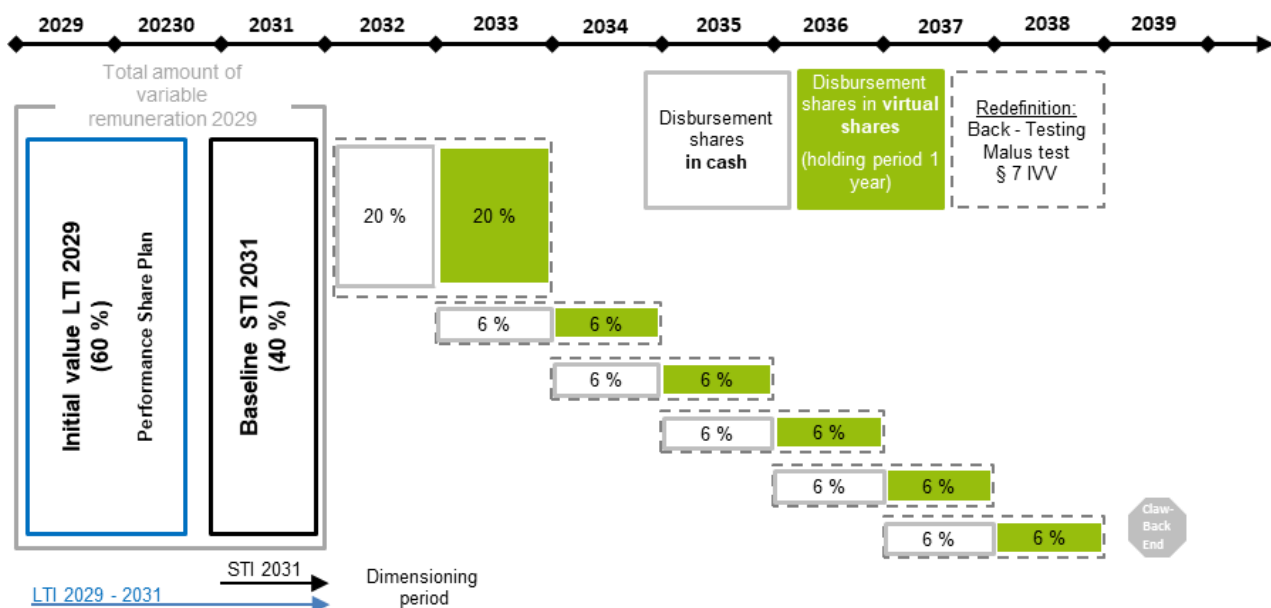 2029 20230 2031 2032 2033 2034 2035 2036 2037 2038 2039
Total amount of
variable
remuneration 2029
Initial value LTI 2029
(60 %)
Performance Share Plan
Baseline STI 2031
(40 %)
Disbursement
shares
in cash
Disbursement
shares in virtual
shares
(holding period 1
year)
Redefinition:
Back - Testing
Malus test
§ 7 IVV
20 % 20 %
6 % 6 %
6 % 6 %
6 % 6 %
6 % 6 %
6 % 6 %
Claw-
Back
End
STI 2031
LTI 2029 - 2031
Dimensioning
period